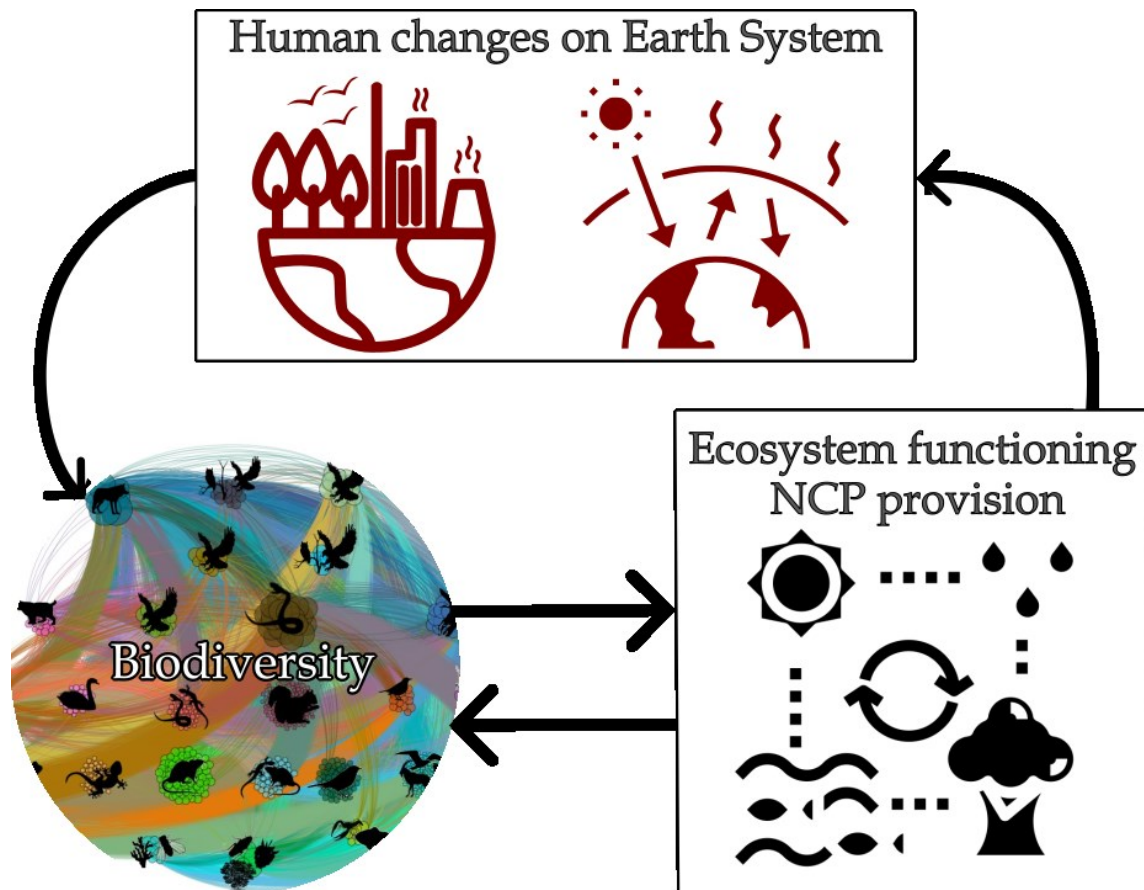 Human changes on Earth System
Ecosystem functioning
NCP provision
Biodiversity